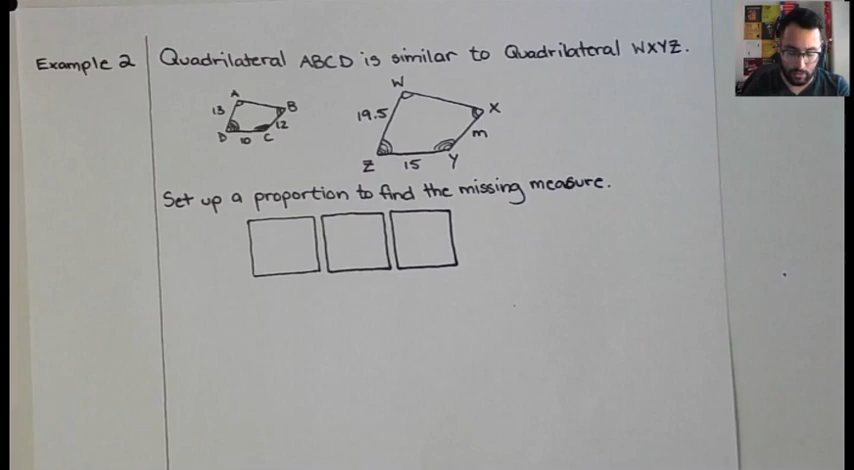 Example 2
Quadrilateral ABCD is similar to Quadrilateral WXYZ.
A
13
B
12
D
10
C
W
19.5
X
m
Z
15
Y
Set up a proportion to find the missing measure.